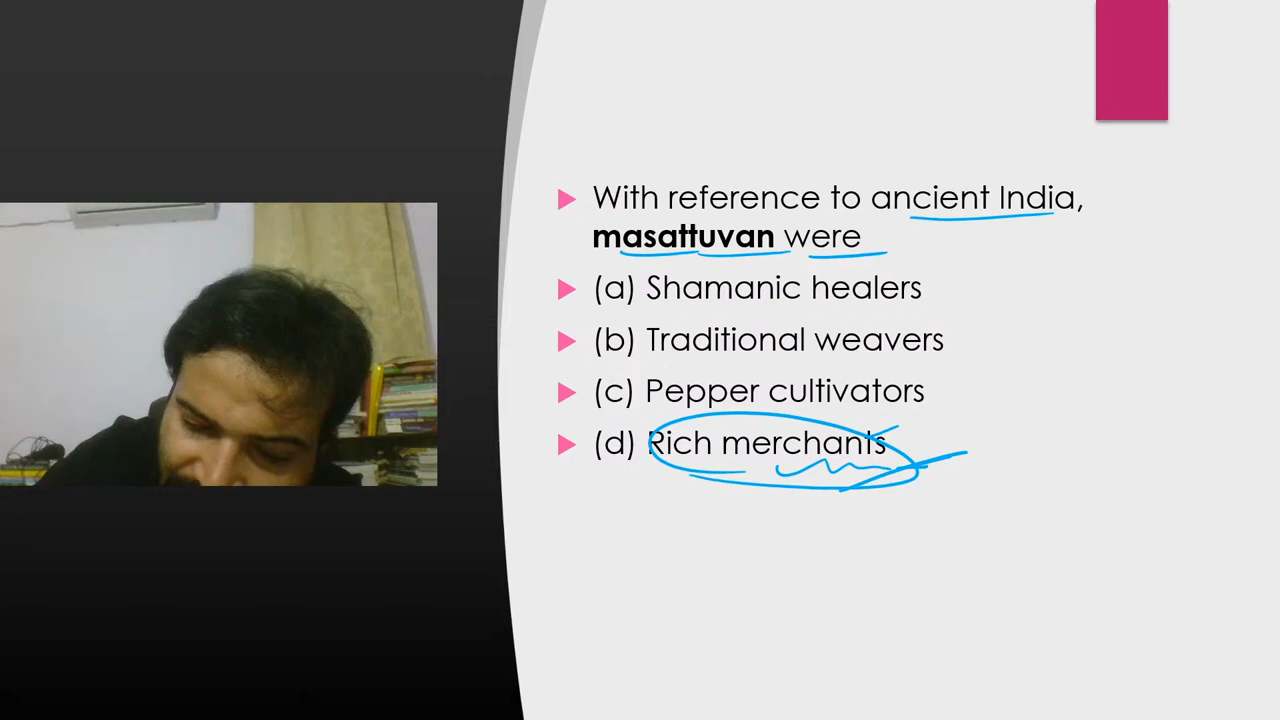 With reference to ancient India,
masattuvan were
(a) Shamanic healers
(b) Traditional weavers
(c) Pepper cultivators
(d) Rich merchants